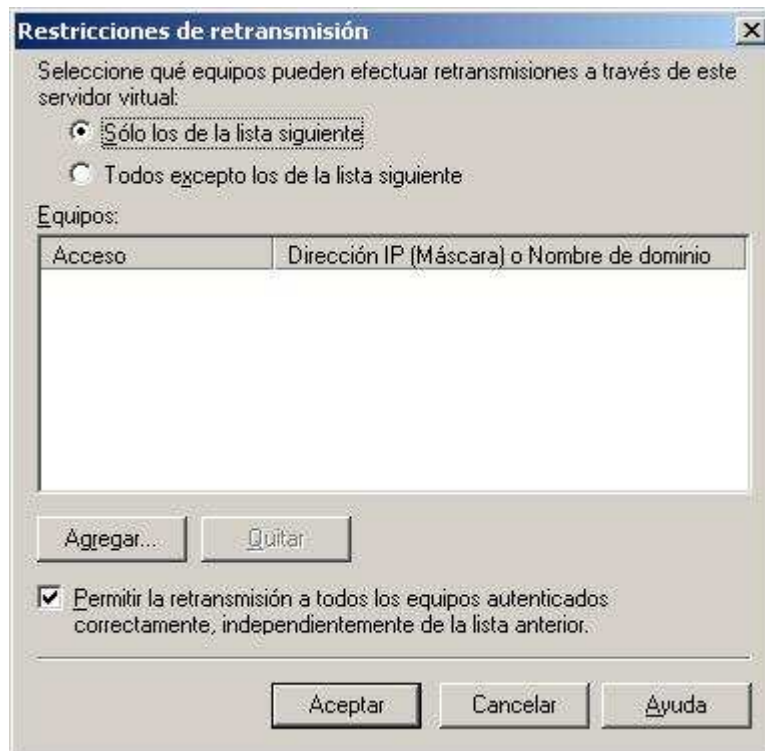 Restricciones de retransmisión
Seleccione qué equipos pueden efectuar retransmisiones a través de este
servidor virtual:
Sólo los de la lista siguiente
Todos excepto los de la lista siguiente
Equipos:
Acceso Dirección IP (Máscara) o Nombre de dominio
Agregar... Quitar
Permitir la retransmisión a todos los equipos autenticados
correctamente, independientemente de la lista anterior.
Aceptar Cancelar Ayuda